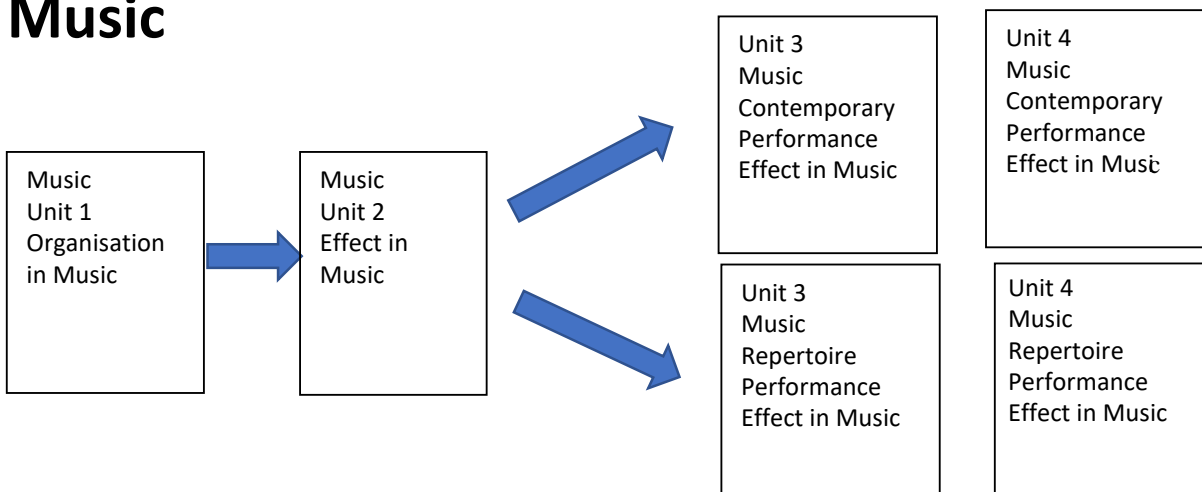 Music
Music
Unit 1
Organisation
in Music
Music
Unit 2
Effect in
Music
Unit 3
Music
Contemporary
Performance
Effect in Music
Unit 4
Music
Contemporary
Performance
Effect in Music
Unit 3
Music
Repertoire
Performance
Effect in Music
Unit 4
Music
Repertoire
Performance
Effect in Music